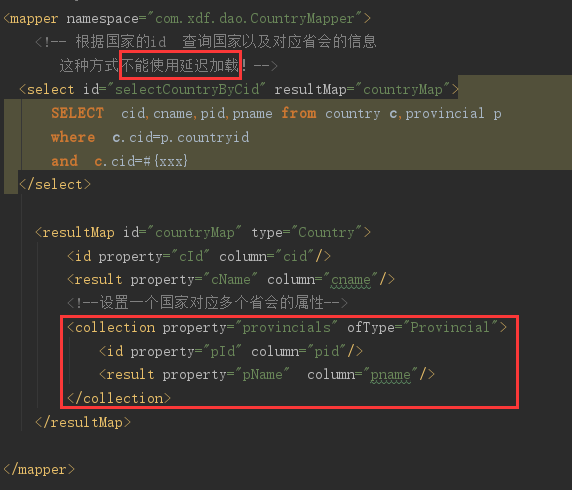 <mapper namespace="com.xdf.dao.CountryMapper">
<!-- 根据国家的id  查询国家以及对应省会的信息
这种方式不能使用延迟加载! -->
<select id="selectCountryByCid" resultMap="countryMap">
SELECT  cid,cname,pid,pname from country c,provincial p
where  c.cid=p.countryid
and  c.cid=#{xxx}
</select>
<resultMap id="countryMap" type="Country">
<id property="cId" column="cid"/>
<result property="cName" column="cname"/>
<!--设置一个国家对应多个省会的属性-->
<collection property="provincials" ofType="Provincial">
<id property="pId" column="pid"/>
<result property="pName"  column="pname"/>
</collection>
</resultMap>
</mapper>